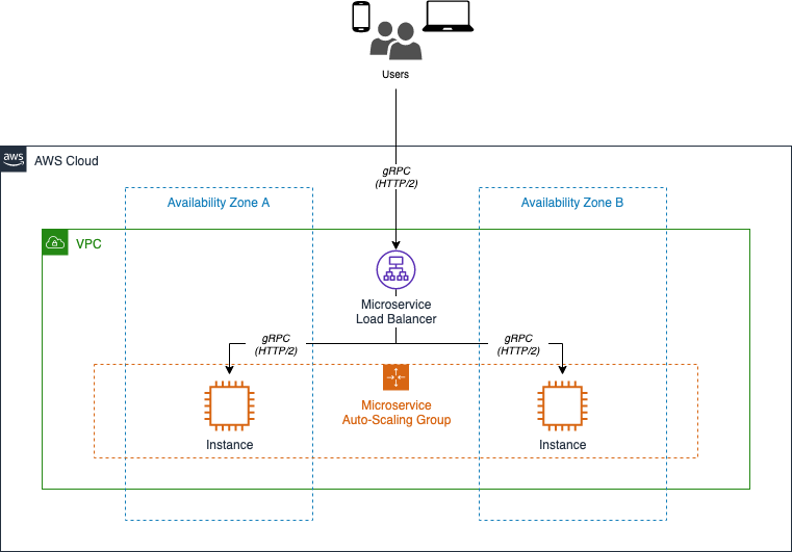 Users
aws
AWS Cloud
gRPC
(HTTP/2)
Availability Zone A
Availability Zone B
VPC
Microservice
Load Balancer
gRPC
(HTTP/2)
gRPC
(HTTP/2)
Microservice
Auto-Scaling Group
Instance
Instance